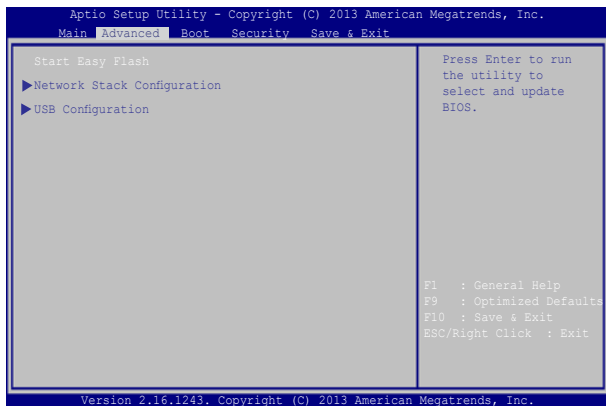 Aptio Setup Utility - Copyright (C) 2013 American Megatrends, Inc.
Main Advanced Boot Security Save & Exit
Start Easy Flash
Network Stack Configuration
USB Configuration
Press Enter to run
the utility to
select and update
BIOS.
F1 : General Help
F9 : Optimized Defaults
F10 : Save & Exit
ESC/Right Click : Exit
Version 2.16.1243. Copyright (C) 2013 American Megatrends, Inc.